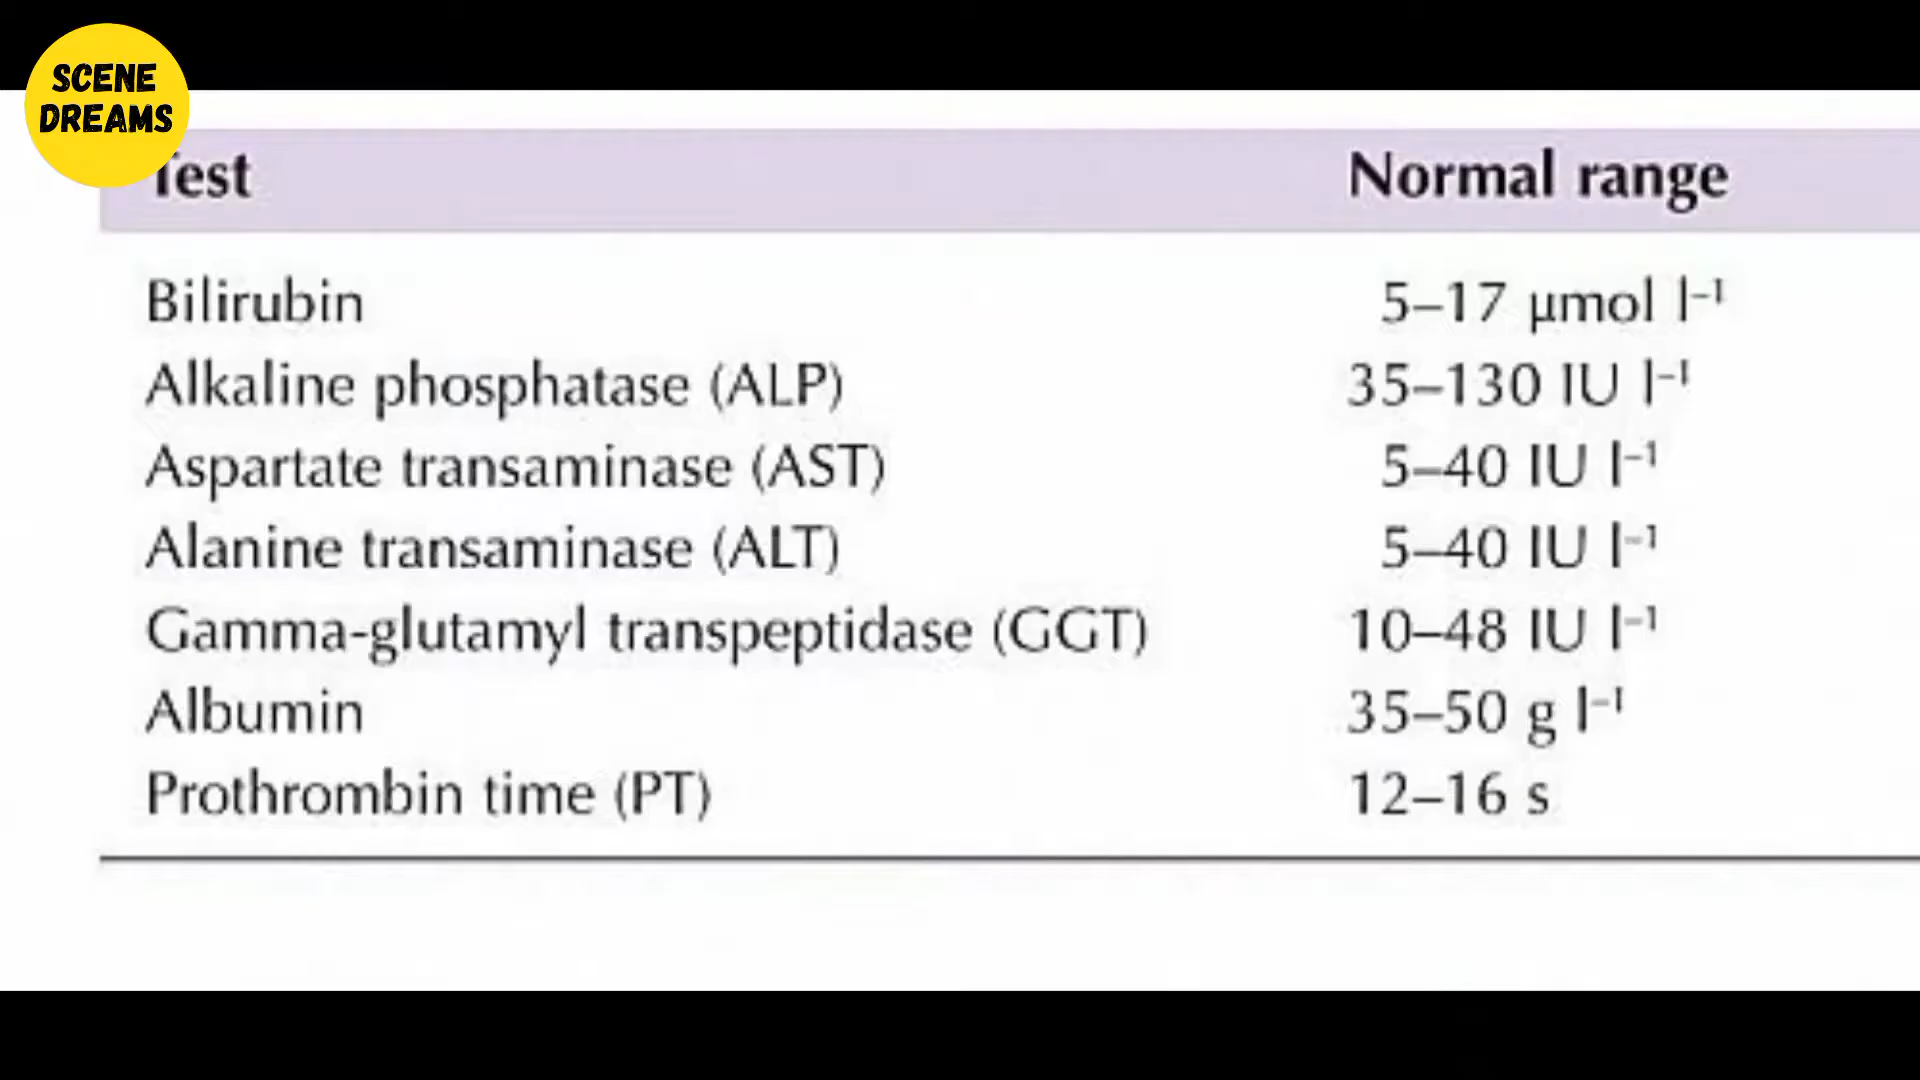 SCENE
DREAMS
Test Normal range
Bilirubin 5–17 µmol l⁻¹
Alkaline phosphatase (ALP) 35–130 IU l⁻¹
Aspartate transaminase (AST) 5–40 IU l⁻¹
Alanine transaminase (ALT) 5–40 IU l⁻¹
Gamma-glutamyl transpeptidase (GGT) 10–48 IU l⁻¹
Albumin 35–50 g l⁻¹
Prothrombin time (PT) 12–16 s